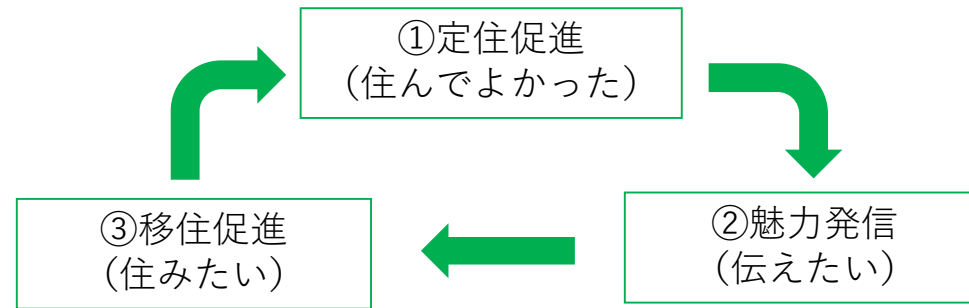 ①定住促進
（住んでよかった）
②魅力発信
（伝えたい）
③移住促進
（住みたい）